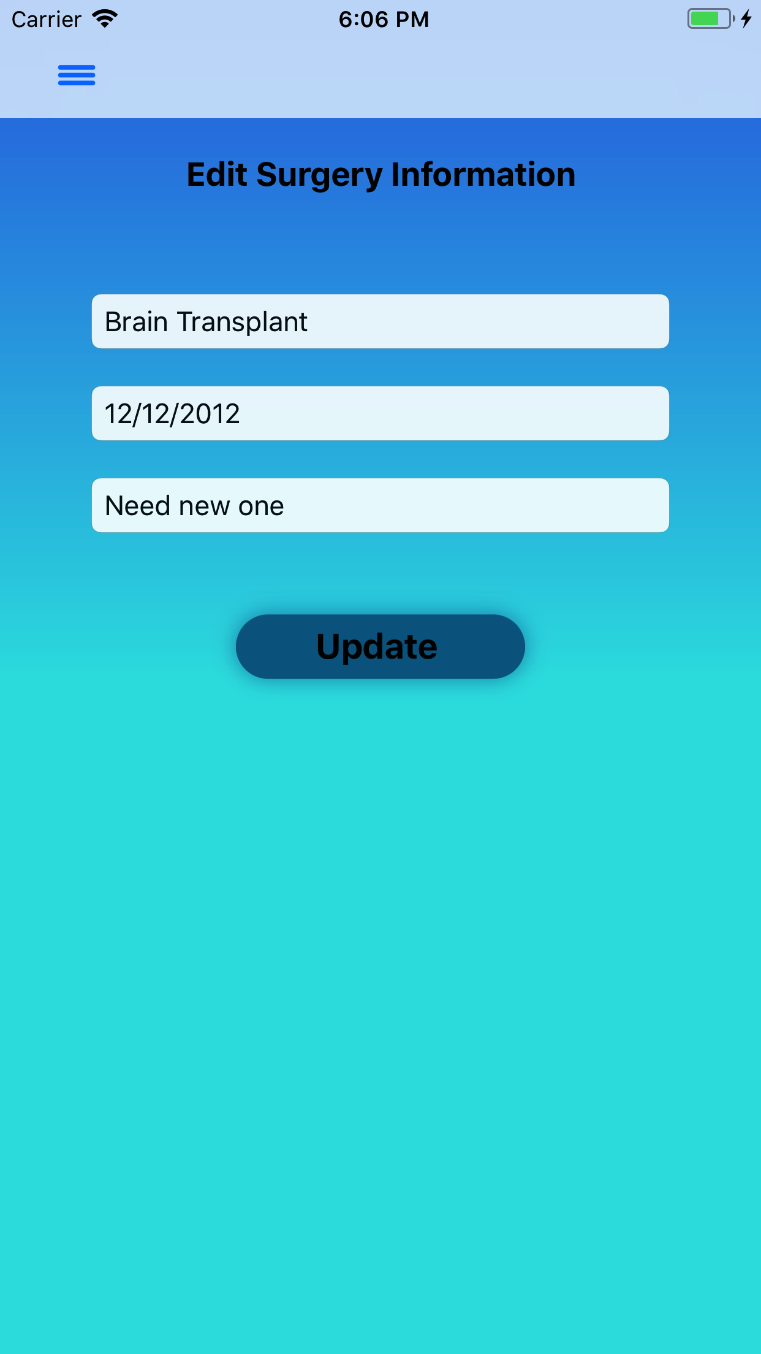 Carrier 6:06 PM
Edit Surgery Information
Brain Transplant
12/12/2012
Need new one
Update